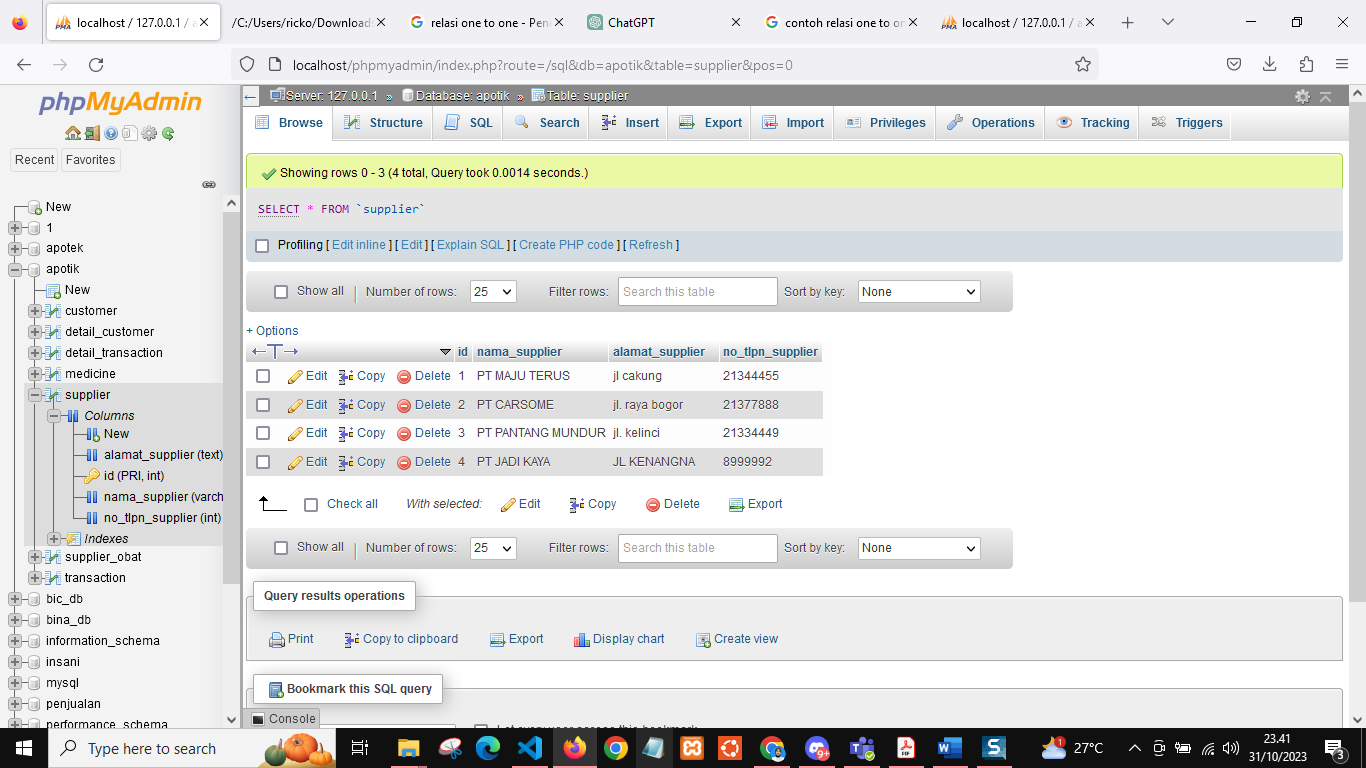 localhost / 127.0.0.1 / a
/C:/Users/ricko/Downloads
relasi one to one - Pen
ChatGPT
contoh relasi one to on
localhost / 127.0.0.1 / a
localhost/phpmyadmin/index.php?route=/sql&db=apotik&table=supplier&pos=0
phpMyAdmin
Recent Favorites
New
1
apotek
apotik
New
customer
detail_customer
detail_transaction
medicine
supplier
Columns
New
alamat_supplier (text)
id (PRI, int)
nama_supplier (varch
no_tlpn_supplier (int)
Indexes
supplier_obat
transaction
bic_db
bina_db
information_schema
insani
mysql
penjualan
performance_schema
Server: 127.0.0.1 » Database: apotik » Table: supplier
Browse Structure SQL Search Insert Export Import Privileges Operations Tracking Triggers
Showing rows 0 - 3 (4 total, Query took 0.0014 seconds.)
SELECT * FROM `supplier`
Profiling [ Edit inline ] [ Edit ] [ Explain SQL ] [ Create PHP code ] [ Refresh ]
Show all Number of rows: 25 Filter rows: Search this table Sort by key: None
+ Options
id nama_supplier alamat_supplier no_tlpn_supplier
Edit Copy Delete 1 PT MAJU TERUS jl cakung 21344455
Edit Copy Delete 2 PT CARSOME jl. raya bogor 21377888
Edit Copy Delete 3 PT PANTANG MUNDUR jl. kelinci 21334449
Edit Copy Delete 4 PT JADI KAYA JL KENANGNA 8999992
Check all With selected: Edit Copy Delete Export
Show all Number of rows: 25 Filter rows: Search this table Sort by key: None
Query results operations
Print Copy to clipboard Export Display chart Create view
Bookmark this SQL query
Console
Let every user access this bookmark
Type here to search
1
27°C
23.41
31/10/2023
3